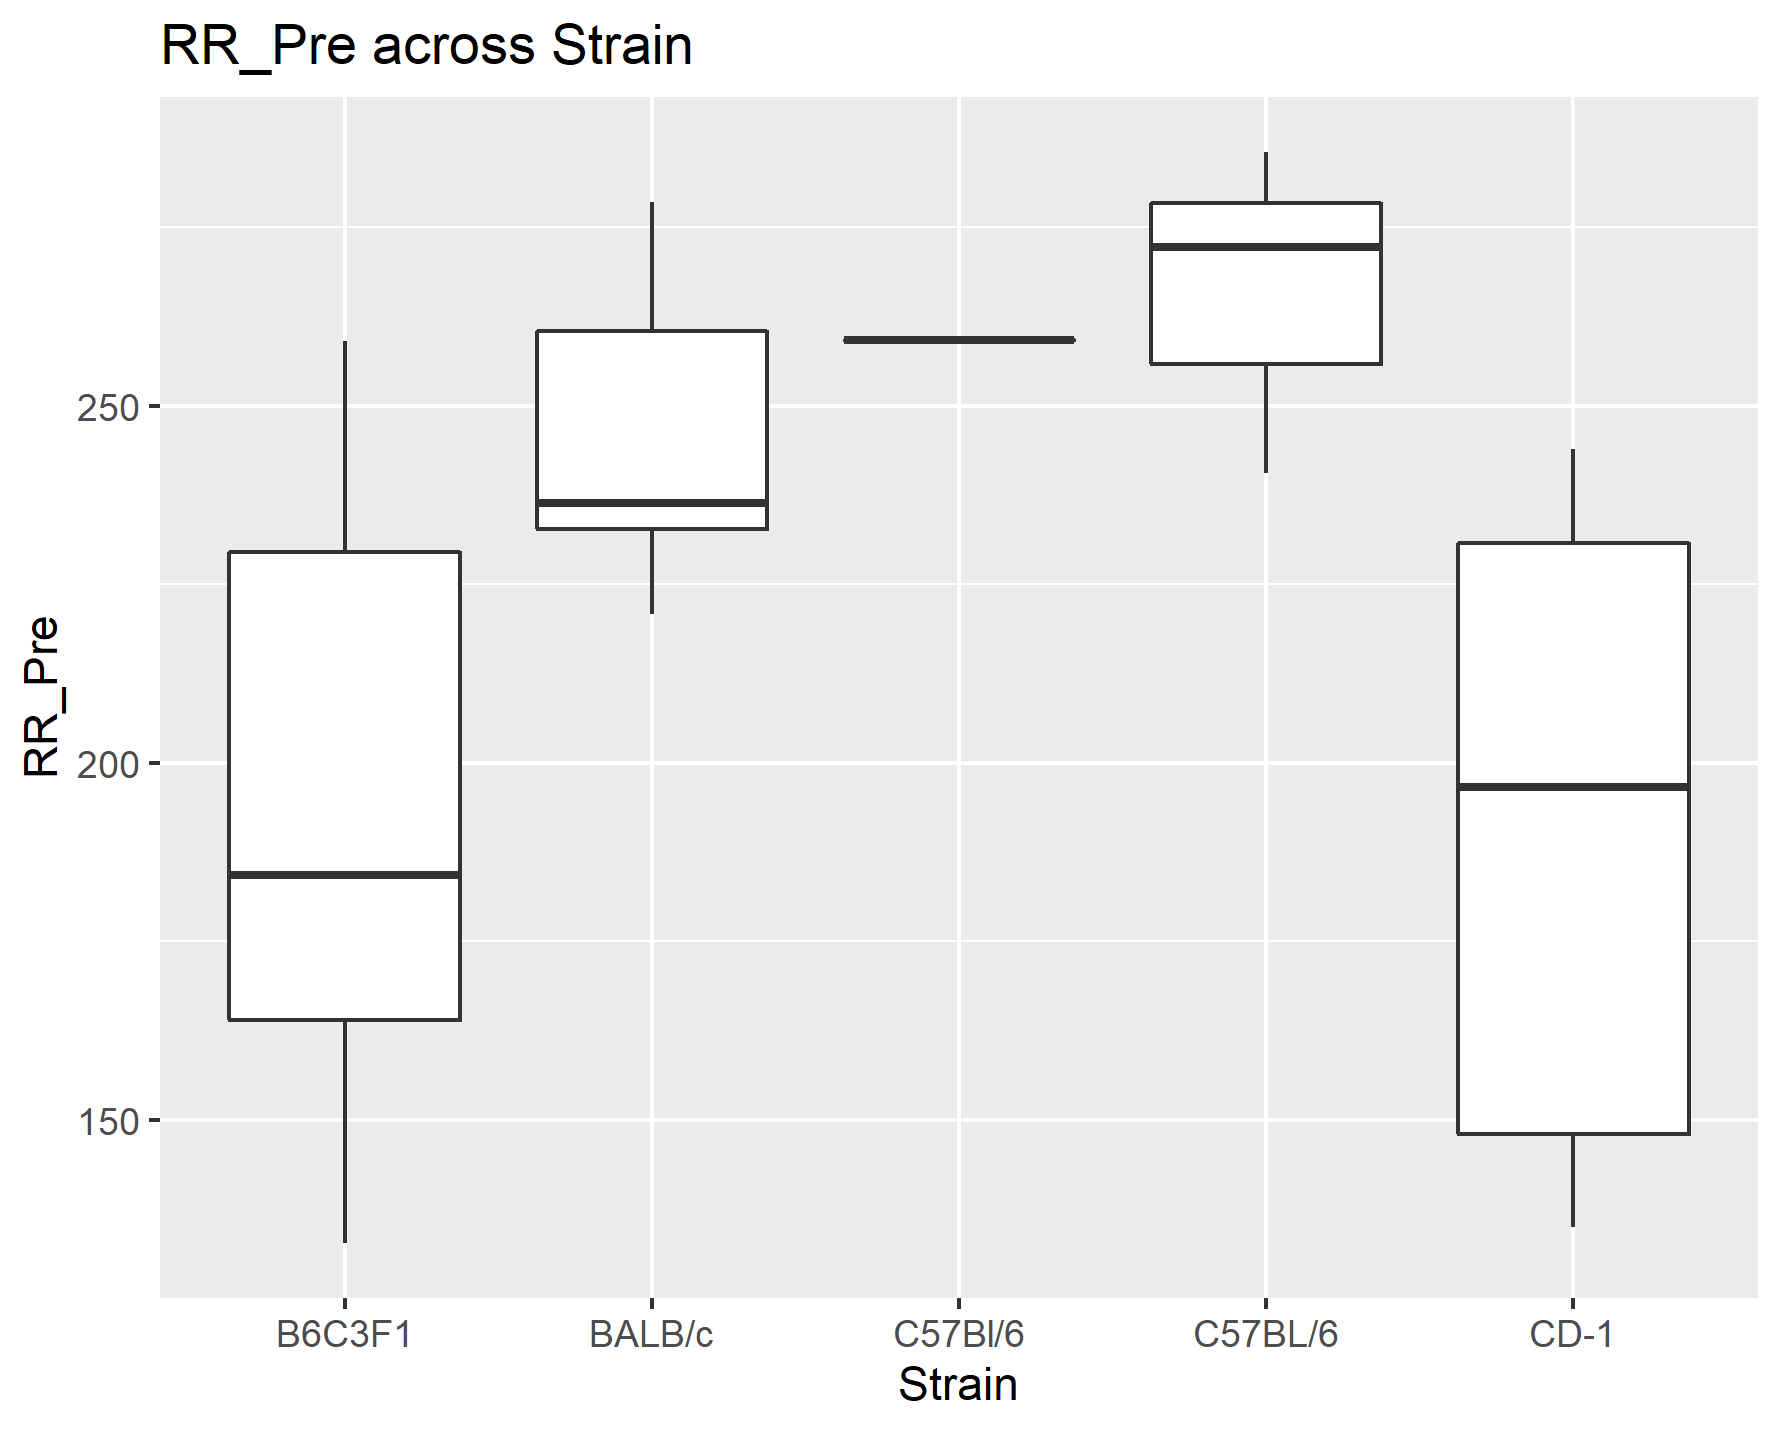 RR_Pre across Strain
RR_Pre
250
200
150
B6C3F1
BALB/c
C57Bl/6
C57BL/6
CD-1
Strain